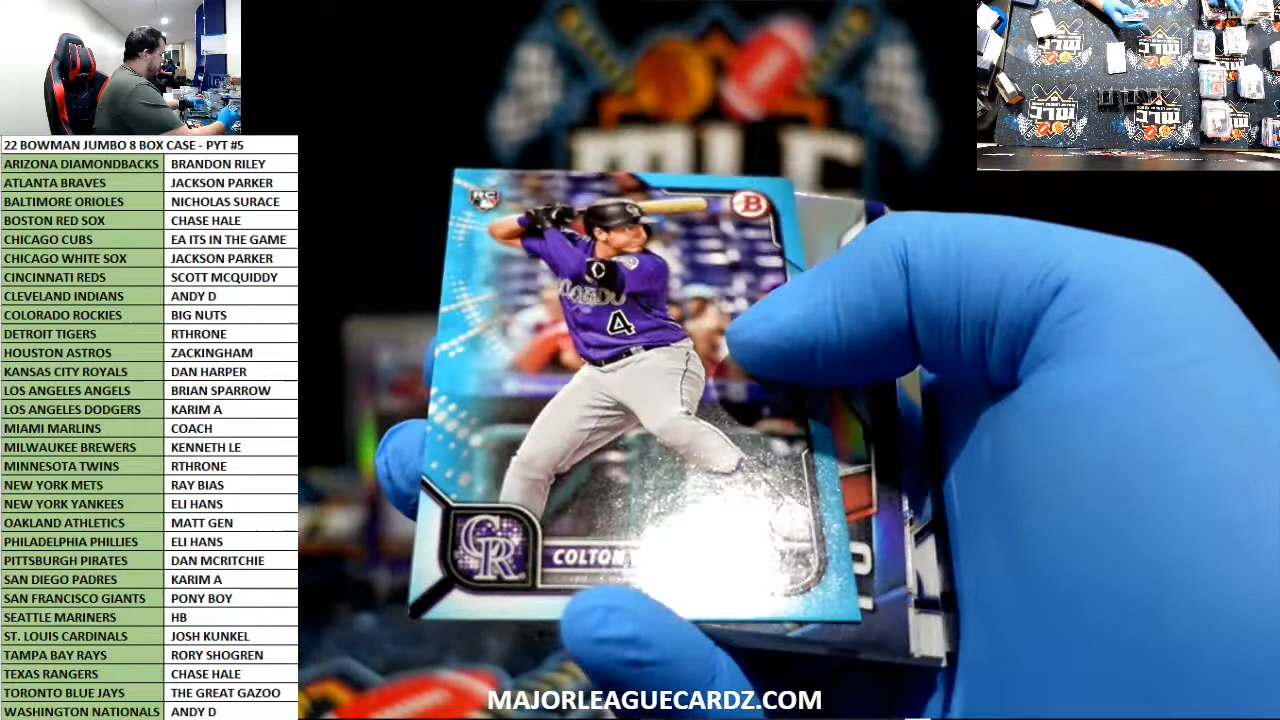 22 BOWMAN JUMBO 8 BOX CASE - PYT #5
ARIZONA DIAMONDBACKS BRANDON RILEY
ATLANTA BRAVES JACKSON PARKER
BALTIMORE ORIOLES NICHOLAS SURACE
BOSTON RED SOX CHASE HALE
CHICAGO CUBS EA ITS IN THE GAME
CHICAGO WHITE SOX JACKSON PARKER
CINCINNATI REDS SCOTT MCQUIDDY
CLEVELAND INDIANS ANDY D
COLORADO ROCKIES BIG NUTS
DETROIT TIGERS RTHRONE
HOUSTON ASTROS ZACKINGHAM
KANSAS CITY ROYALS DAN HARPER
LOS ANGELES ANGELS BRIAN SPARROW
LOS ANGELES DODGERS KARIM A
MIAMI MARLINS COACH
MILWAUKEE BREWERS KENNETH LE
MINNESOTA TWINS RTHRONE
NEW YORK METS RAY BIAS
NEW YORK YANKEES ELI HANS
OAKLAND ATHLETICS MATT GEN
PHILADELPHIA PHILLIES ELI HANS
PITTSBURGH PIRATES DAN MCRITCHIE
SAN DIEGO PADRES KARIM A
SAN FRANCISCO GIANTS PONY BOY
SEATTLE MARINERS HB
ST. LOUIS CARDINALS JOSH KUNKEL
TAMPA BAY RAYS RORY SHOGREN
TEXAS RANGERS CHASE HALE
TORONTO BLUE JAYS THE GREAT GAZOO
WASHINGTON NATIONALS ANDY D
MLC
RC
B
4
CR
COLTON
MAJORLEAGUECARDZ.COM
MLC
MLC
MLC
MLC